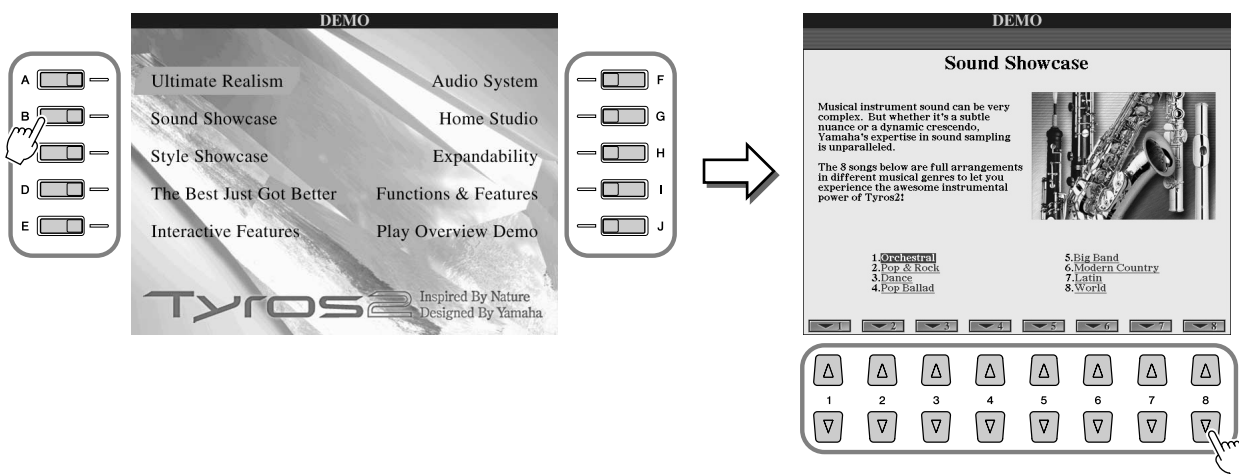 DEMO
A
B
D
E
Ultimate Realism
Sound Showcase
Style Showcase
The Best Just Got Better
Interactive Features
Audio System
Home Studio
Expandability
Functions & Features
Play Overview Demo
Tyros2
Inspired By Nature
Designed By Yamaha
F
G
H
I
J
DEMO
Sound Showcase
Musical instrument sound can be very
complex. But whether it's a subtle
nuance or a dynamic crescendo,
Yamaha's expertise in sound sampling
is unparalleled.
The 8 songs below are full arrangements
in different musical genres to let you
experience the awesome instrumental
power of Tyros2!
1.Orchestral
2.Pop & Rock
3.Dance
4.Pop Ballad
5.Big Band
6.Modern Country
7.Latin
8.World
1 2 3 4 5 6 7 8
1 2 3 4 5 6 7 8